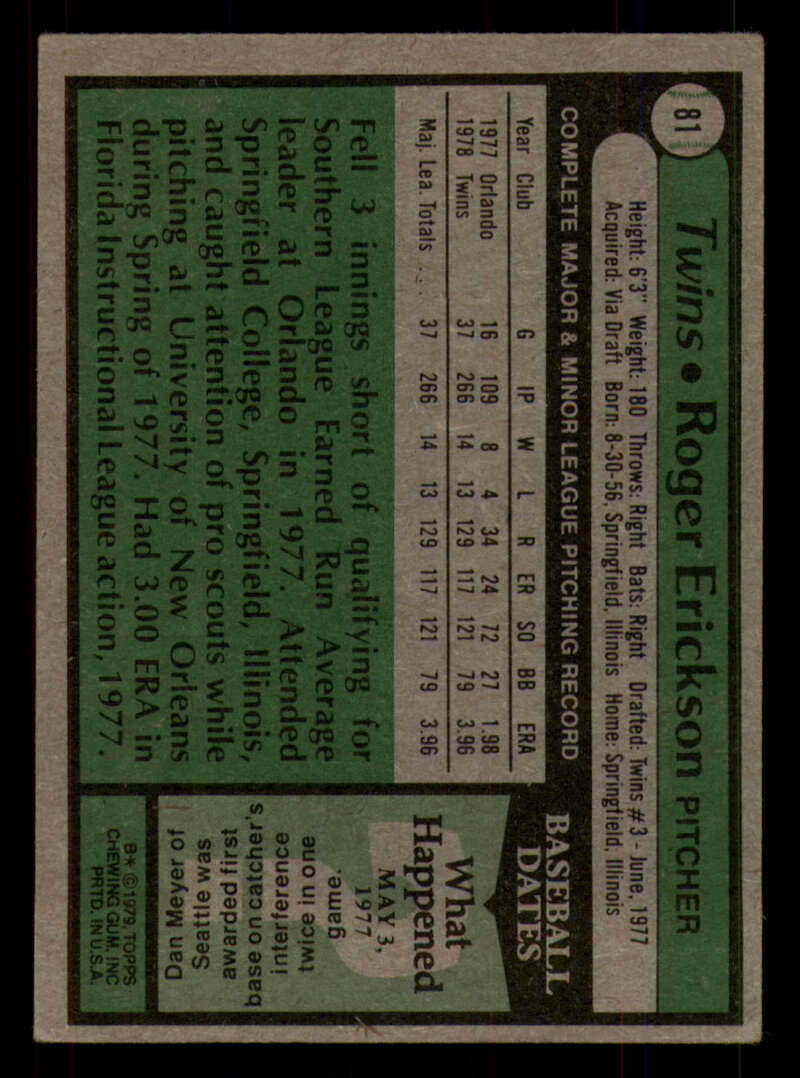 81
Twins • Roger Erickson PITCHER
Height: 6'3" Weight: 180 Throws: Right Bats: Right Drafted: Twins #3 - June, 1977
Acquired: Via Draft Born: 8-30-56, Springfield, Illinois Home: Springfield, Illinois
COMPLETE MAJOR & MINOR LEAGUE PITCHING RECORD
Year Club G IP W L R ER SO BB ERA
1977 Orlando 16 109 8 4 34 24 72 27 1.98
1978 Twins 37 266 14 13 129 117 121 79 3.96
Maj. Lea. Totals . . . 37 266 14 13 129 117 121 79 3.96
Fell 3 innings short of qualifying for
Southern League Earned Run Average
leader at Orlando in 1977. Attended
Springfield College, Springfield, Illinois,
and caught attention of pro scouts while
pitching at University of New Orleans
during Spring of 1977. Had 3.00 ERA in
Florida Instructional League action, 1977.
BASEBALL
DATES
What
Happened
MAY 3,
1977
Dan Meyer of
Seattle was
awarded first
base on catcher's
interference
twice in one
game.
B* © 1979, TOPPS
CHEWING GUM, INC
PRTD. IN U.S.A.